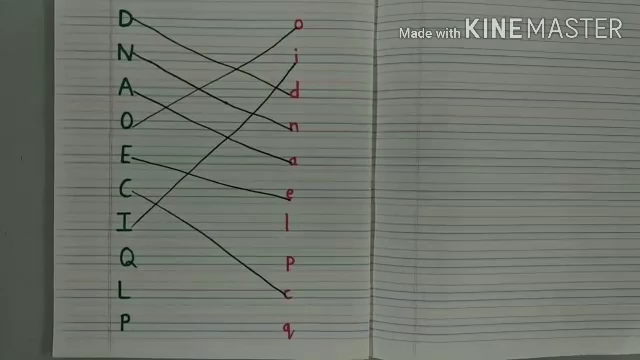 Made with KINEMASTER
D o
N i
A d
O n
E a
C e
I l
Q p
L c
P q